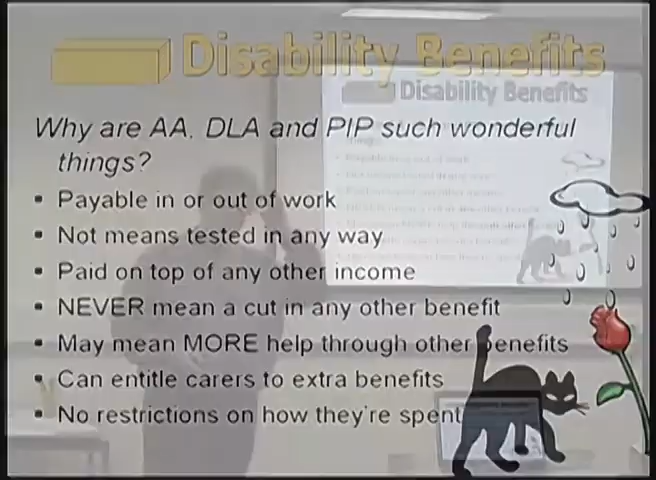 Disability Benefits
Disability Benefits
Why are AA, DLA and PIP such wonderful
things?
• Payable in or out of work
• Not means tested in any way
• Paid on top of any other income
• NEVER mean a cut in any other benefit
• May mean MORE help through other benefits
• Can entitle carers to extra benefits
• No restrictions on how they're spent